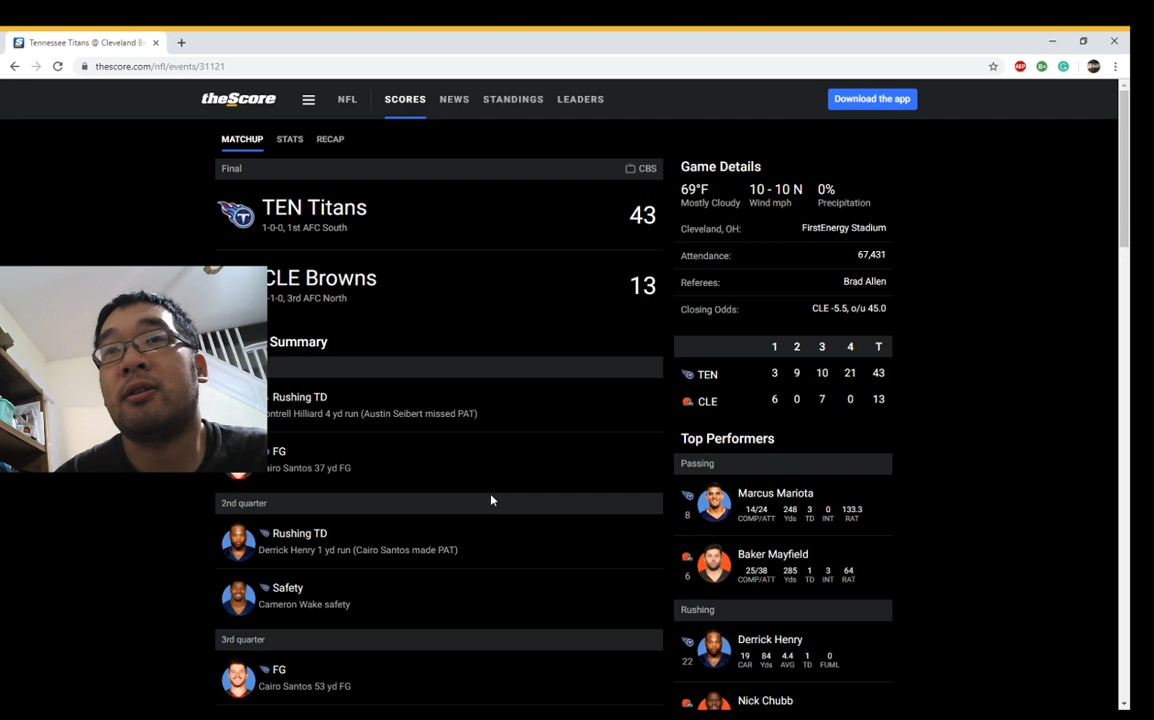 Tennessee Titans @ Cleveland B
thescore.com/nfl/events/31121
ABP
B+
theScore
NFL
SCORES
NEWS
STANDINGS
LEADERS
Download the app
MATCHUP
STATS
RECAP
Final
CBS
TEN Titans
43
1-0-0, 1st AFC South
CLE Browns
13
-1-0, 3rd AFC North
Summary
Rushing TD
ontrell Hilliard 4 yd run (Austin Seibert missed PAT)
FG
airo Santos 37 yd FG
2nd quarter
Rushing TD
Derrick Henry 1 yd run (Cairo Santos made PAT)
Safety
Cameron Wake safety
3rd quarter
FG
Cairo Santos 53 yd FG
Game Details
69°F 10 - 10 N 0%
Mostly Cloudy Wind mph Precipitation
Cleveland, OH: FirstEnergy Stadium
Attendance: 67,431
Referees: Brad Allen
Closing Odds: CLE -5.5, o/u 45.0
1 2 3 4 T
TEN 3 9 10 21 43
CLE 6 0 7 0 13
Top Performers
Passing
Marcus Mariota
8 14/24 248 3 0 133.3
COMP/ATT Yds TD INT RAT
Baker Mayfield
6 25/38 285 1 3 64
COMP/ATT Yds TD INT RAT
Rushing
Derrick Henry
22 19 84 4.4 1 0
CAR Yds AVG TD FUML
Nick Chubb